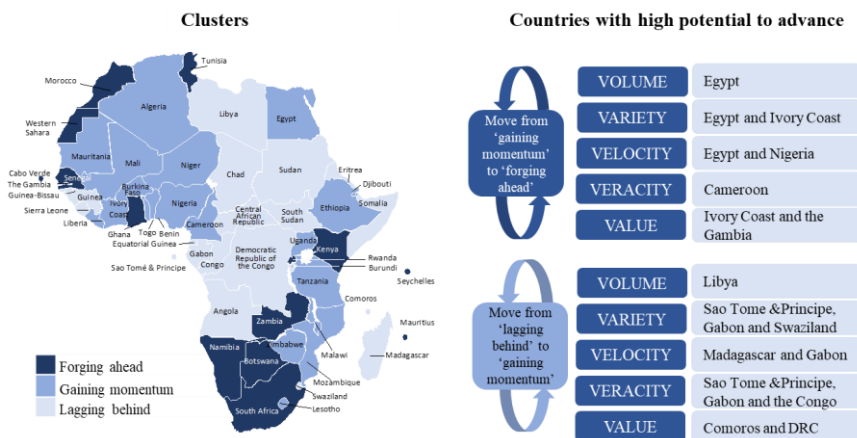 Clusters
Countries with high potential to advance
Tunisia
Morocco
Algeria
Libya
Egypt
Western
Sahara
Mauritania
Mali
Niger
Chad
Sudan
Eritrea
Djibouti
Somalia
Cabo Verde
Senegal
The Gambia
Guinea-Bissau
Guinea
Sierra Leone
Liberia
Burkina
Faso
Ivory
Coast
Nigeria
Ghana
Togo
Benin
Cameroon
Equatorial Guinea
Central
African
Republic
South
Sudan
Ethiopia
Uganda
Kenya
Gabon
Congo
Democratic
Republic of
the Congo
Rwanda
Burundi
Sao Tomé & Principe
Seychelles
Tanzania
Comoros
Angola
Zambia
Mauritius
Malawi
Namibia
Zimbabwe
Botswana
Madagascar
Mozambique
Swaziland
Lesotho
South Africa
Forging ahead
Gaining momentum
Lagging behind
Move from
‘gaining
momentum’
to ‘forging
ahead’
VOLUME
Egypt
VARIETY
Egypt and Ivory Coast
VELOCITY
Egypt and Nigeria
VERACITY
Cameroon
VALUE
Ivory Coast and the
Gambia
Move from
‘lagging
behind’ to
‘gaining
momentum’
VOLUME
Libya
VARIETY
Sao Tome &Principe,
Gabon and Swaziland
VELOCITY
Madagascar and Gabon
VERACITY
Sao Tome &Principe,
Gabon and the Congo
VALUE
Comoros and DRC